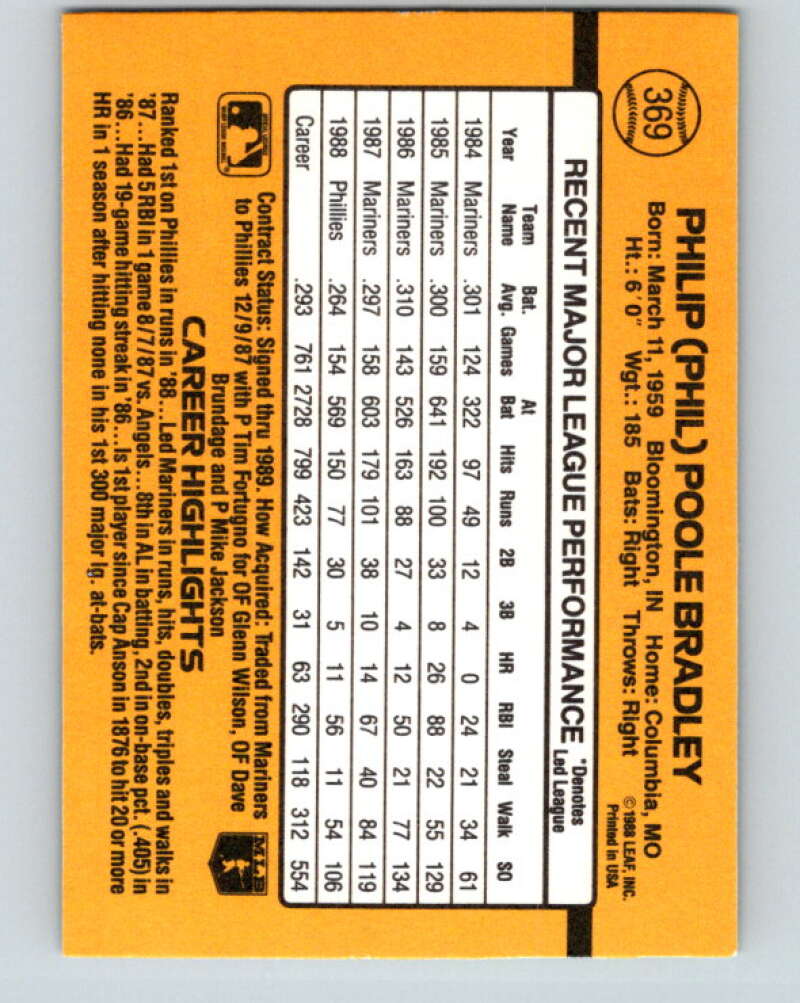 369
PHILIP (PHIL) POOLE BRADLEY
Born: March 11, 1959 Bloomington, IN Home: Columbia, MO
Ht.: 6'0" Wgt.: 185 Bats: Right Throws: Right
© 1988 LEAF, INC.
Printed in USA
RECENT MAJOR LEAGUE PERFORMANCE *Denotes Led League
Year Team Name Bat. Avg. Games At Bat Hits Runs 2B 3B HR RBI Steal Walk SO
1984 Mariners .301 124 322 97 49 12 4 0 24 21 34 61
1985 Mariners .300 159 641 192 100 33 8 26 88 22 55 129
1986 Mariners .310 143 526 163 88 27 4 12 50 21 77 134
1987 Mariners .297 158 603 179 101 38 10 14 67 40 84 119
1988 Phillies .264 154 569 150 77 30 5 11 56 11 54 106
Career .293 761 2728 799 423 142 31 63 290 118 312 554
Contract Status: Signed thru 1989. How Acquired: Traded from Mariners
to Phillies 12/9/87 with P Tim Fortugno for OF Glenn Wilson, OF Dave
Brundage and P Mike Jackson
MLB
CAREER HIGHLIGHTS
Ranked 1st on Phillies in runs in '88...Led Mariners in runs, hits, doubles, triples and walks in
'87...Had 5 RBI in 1 game 8/7/87 vs. Angels...8th in AL in batting, 2nd in on-base pct. (.405) in
'86...Had 19-game hitting streak in '86...Is 1st player since Cap Anson in 1876 to hit 20 or more
HR in 1 season after hitting none in his 1st 300 major lg. at-bats.